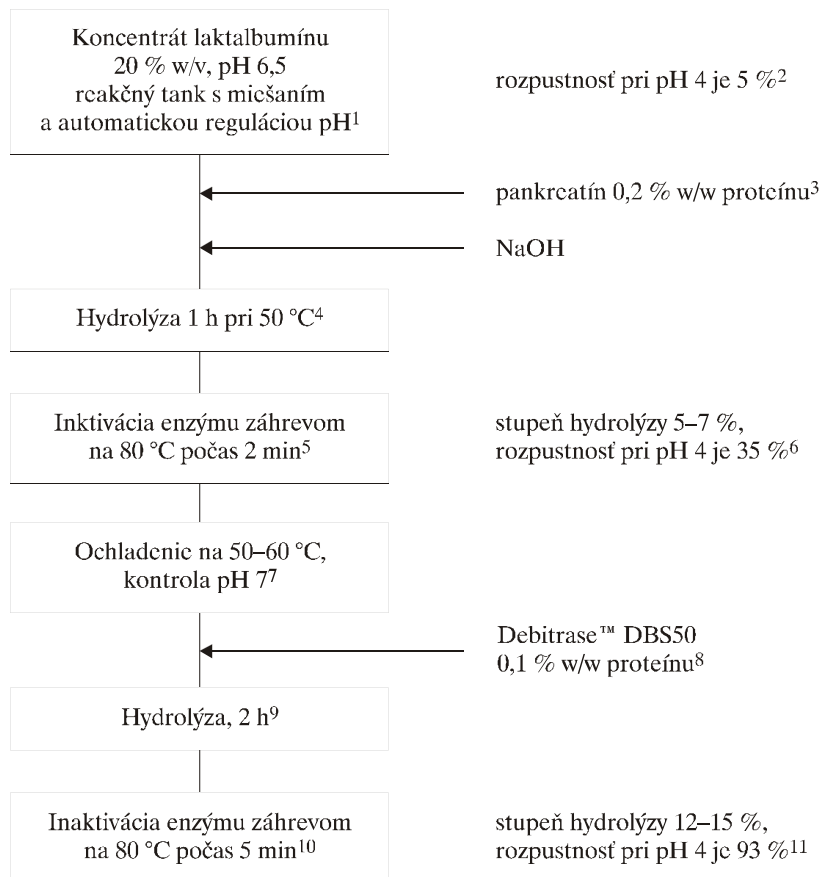 Koncentrát laktalbumínu
20 % w/v, pH 6,5
reakčný tank s miešaním
a automatickou reguláciou pH¹
rozpustnosť pri pH 4 je 5 %²
pankreatín 0,2 % w/w proteínu³
NaOH
Hydrolýza 1 h pri 50 °C⁴
Inktivácia enzýmu záhrevom
na 80 °C počas 2 min⁵
stupeň hydrolýzy 5–7 %,
rozpustnosť pri pH 4 je 35 %⁶
Ochladenie na 50–60 °C,
kontrola pH 7⁷
Debitrase™ DBS50
0,1 % w/w proteínu⁸
Hydrolýza, 2 h⁹
Inaktivácia enzýmu záhrevom
na 80 °C počas 5 min¹⁰
stupeň hydrolýzy 12–15 %,
rozpustnosť pri pH 4 je 93 %¹¹